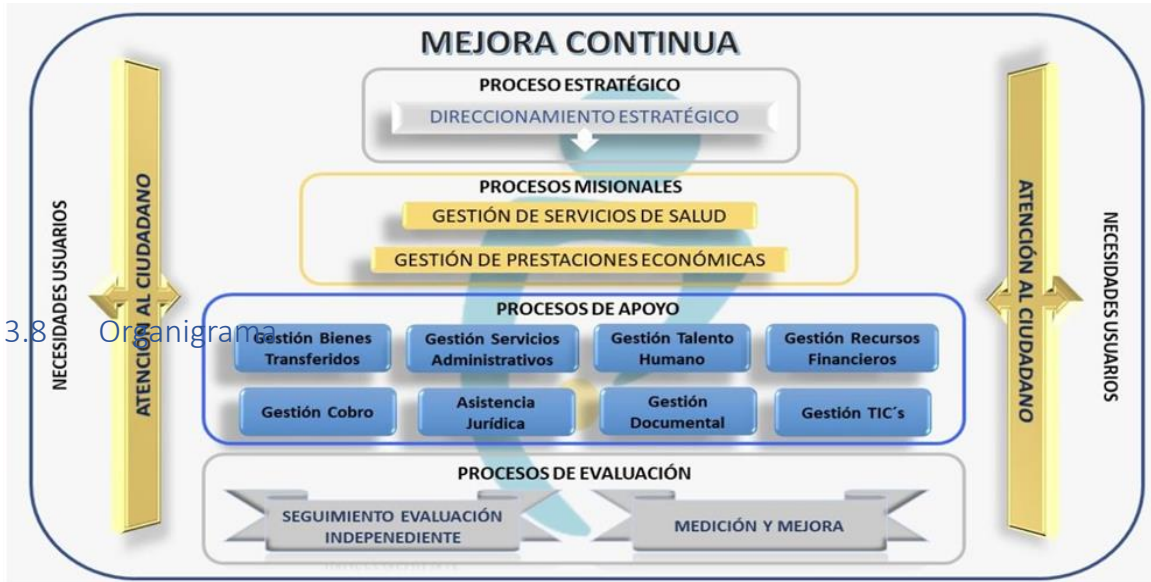 MEJORA CONTINUA
PROCESO ESTRATÉGICO
DIRECCIONAMIENTO ESTRATÉGICO
PROCESOS MISIONALES
GESTIÓN DE SERVICIOS DE SALUD
GESTIÓN DE PRESTACIONES ECONÓMICAS
NECESIDADES USUARIOS
ATENCIÓN AL CIUDADANO
ATENCIÓN AL CIUDADANO
NECESIDADES USUARIOS
3.8 Organigrama
PROCESOS DE APOYO
Gestión Bienes
Transferidos
Gestión Servicios
Administrativos
Gestión Talento
Humano
Gestión Recursos
Financieros
Gestión Cobro
Asistencia
Jurídica
Gestión
Documental
Gestión TIC´s
PROCESOS DE EVALUACIÓN
SEGUIMIENTO EVALUACIÓN
INDEPENEDIENTE
MEDICIÓN Y MEJORA